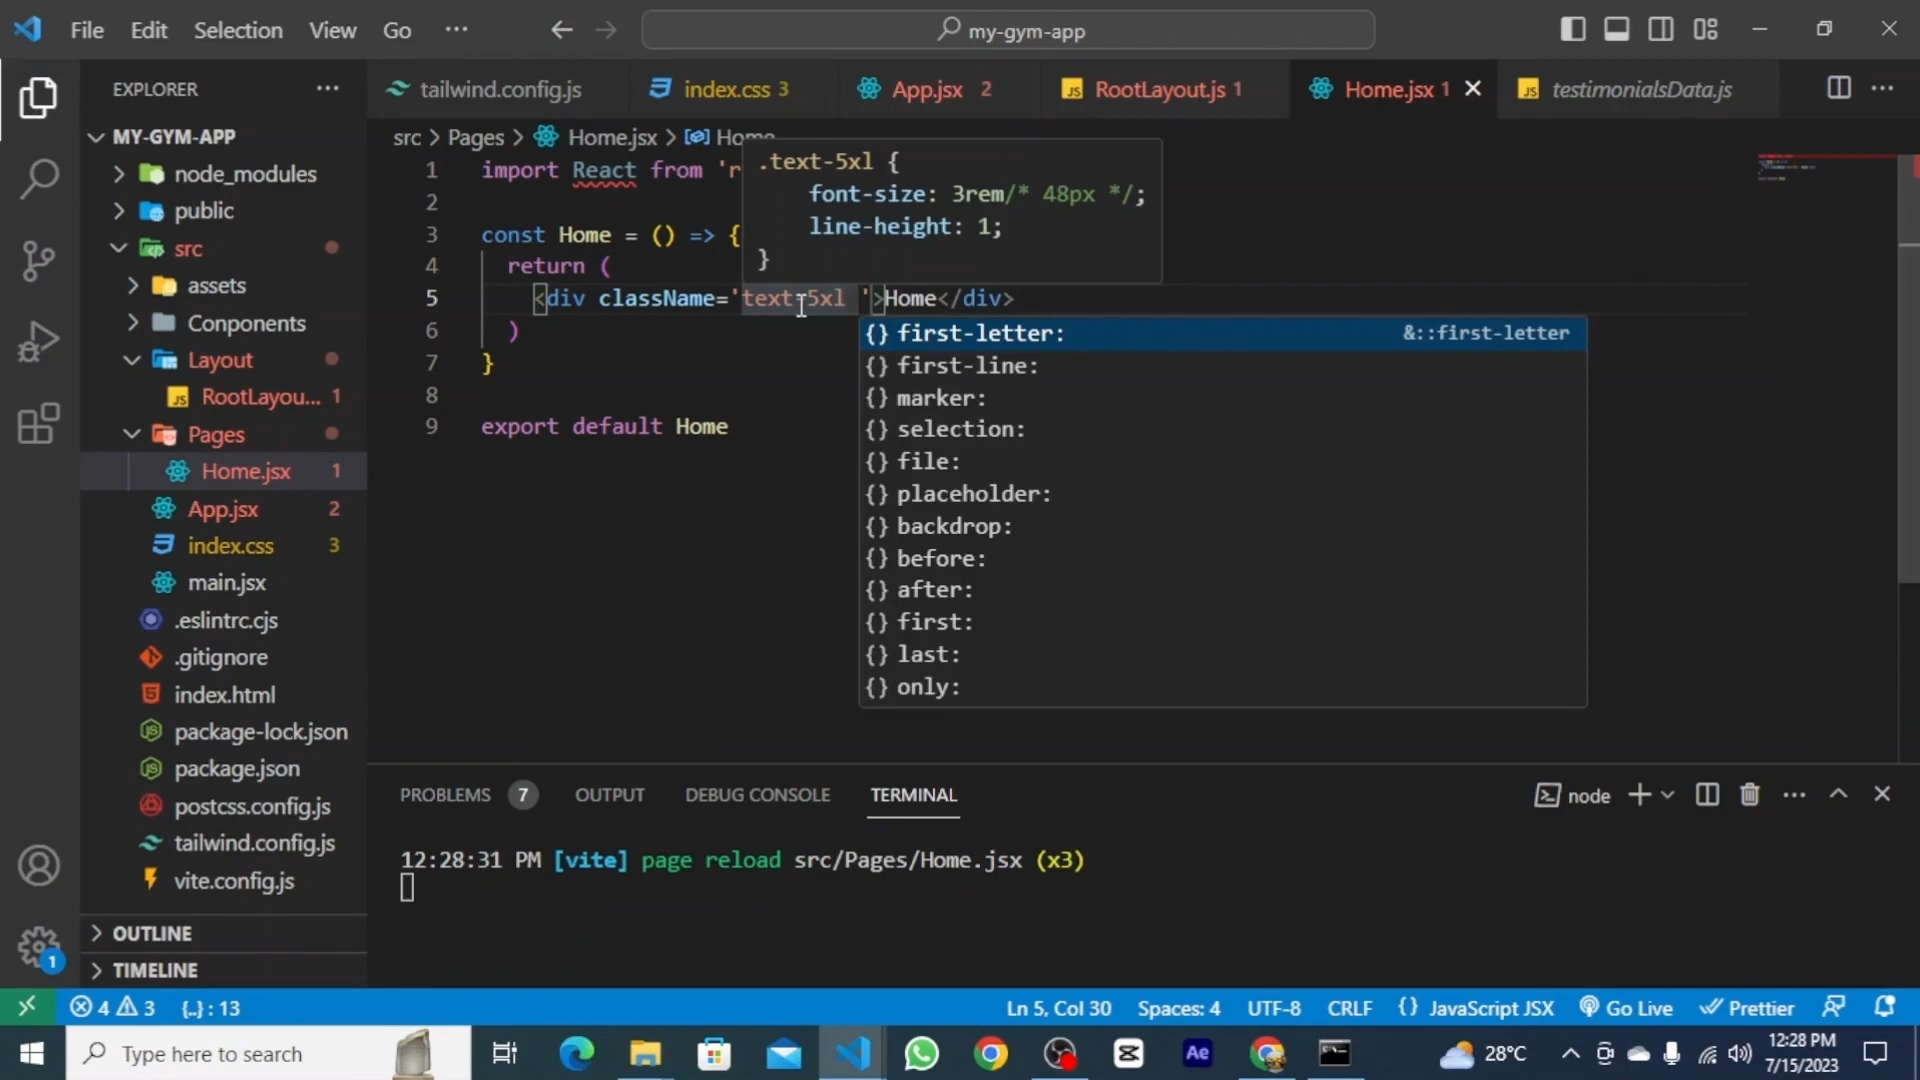 File Edit Selection View Go ··· my-gym-app
EXPLORER ···
tailwind.config.js index.css 3 App.jsx 2 RootLayout.js 1 Home.jsx 1 testimonialsData.js ···
MY-GYM-APP
node_modules
public
src
assets
Conponents
Layout
RootLayou... 1
Pages
Home.jsx 1
App.jsx 2
index.css 3
main.jsx
.eslintrc.cjs
.gitignore
index.html
package-lock.json
package.json
postcss.config.js
tailwind.config.js
vite.config.js
OUTLINE
TIMELINE
src > Pages > Home.jsx > Home
1 import React from 'r
2
3 const Home = () => {
4 return (
5 <div className='text-5xl '>Home</div>
6 )
7 }
8
9 export default Home
.text-5xl {
font-size: 3rem/* 48px */;
line-height: 1;
}
{} first-letter: &::first-letter
{} first-line:
{} marker:
{} selection:
{} file:
{} placeholder:
{} backdrop:
{} before:
{} after:
{} first:
{} last:
{} only:
PROBLEMS 7 OUTPUT DEBUG CONSOLE TERMINAL node ···
12:28:31 PM [vite] page reload src/Pages/Home.jsx (x3)
1
4 3 {..} : 13 Ln 5, Col 30 Spaces: 4 UTF-8 CRLF {} JavaScript JSX Go Live Prettier
Type here to search Ae 28°C 12:28 PM
7/15/2023